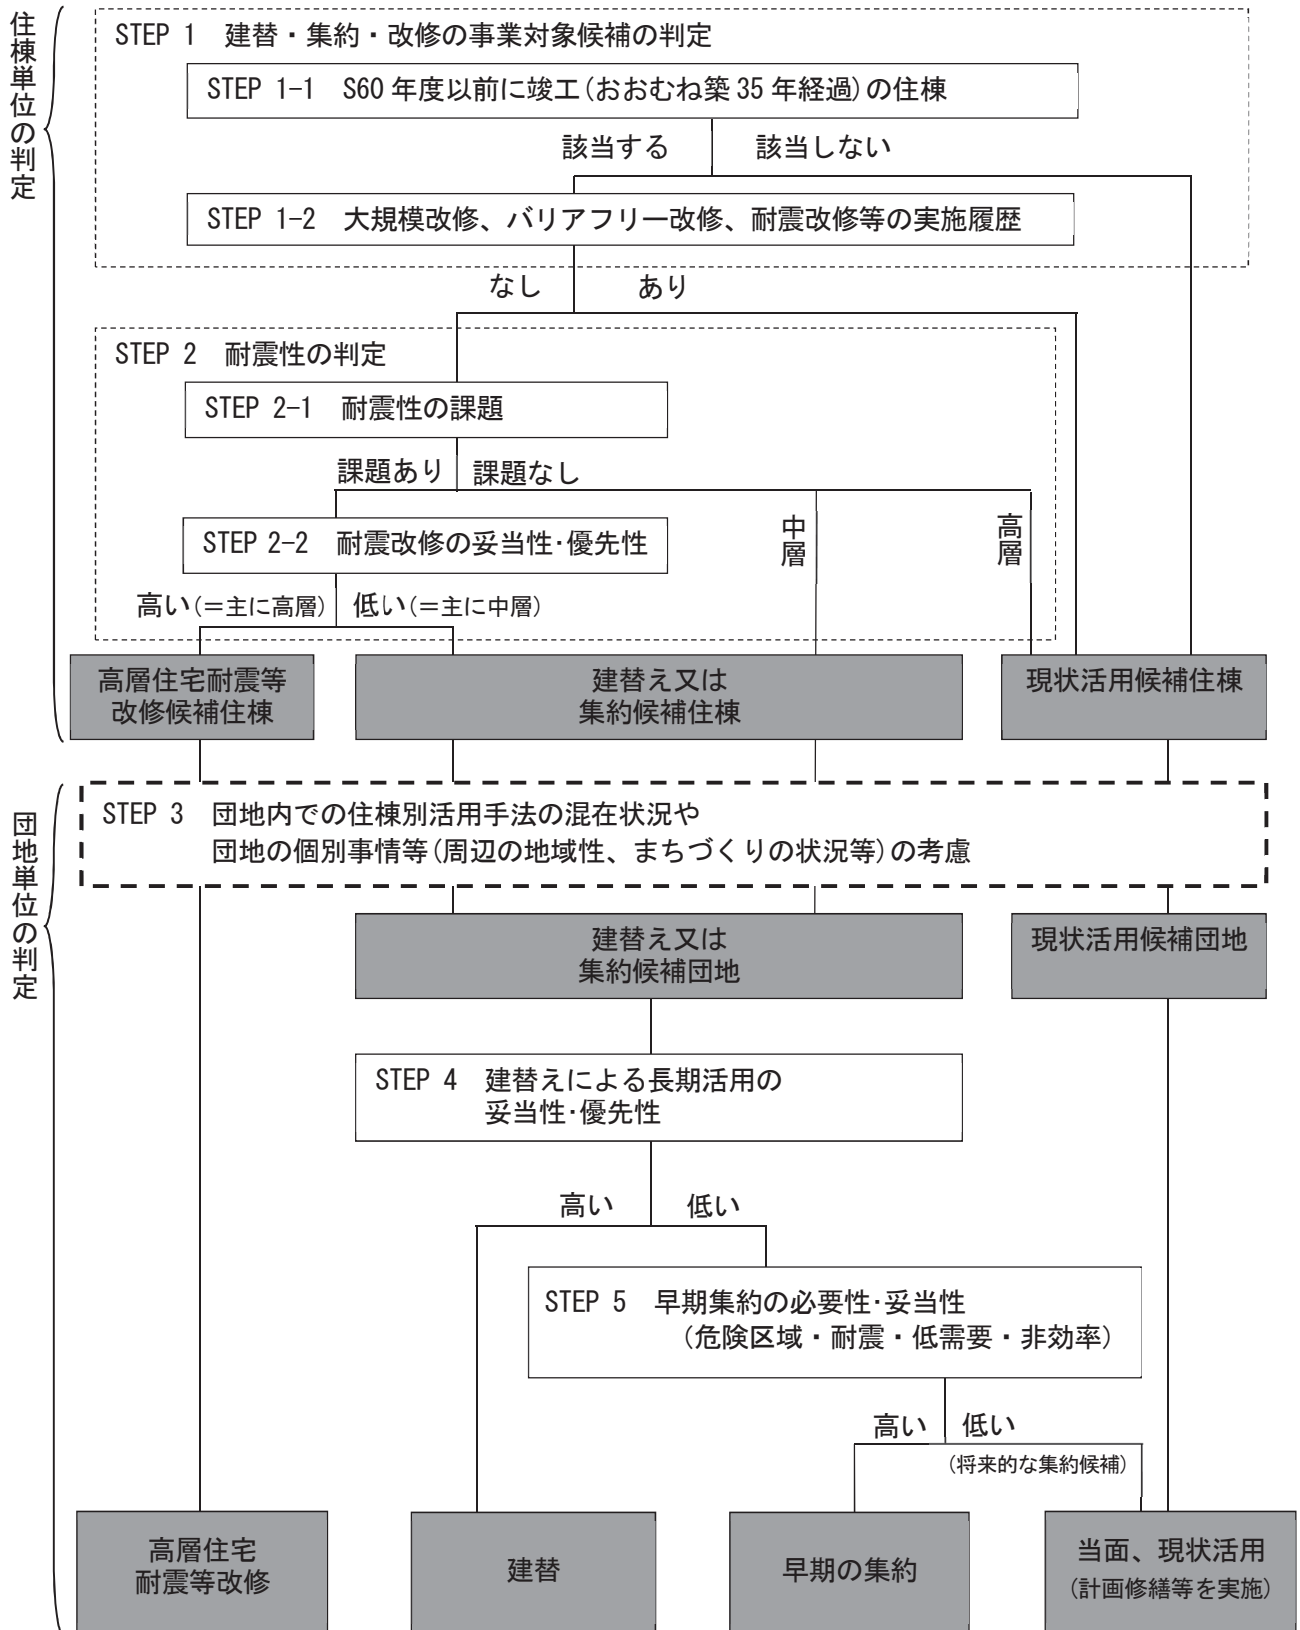 住棟単位の判定
STEP 1 建替・集約・改修の事業対象候補の判定
STEP 1-1 S60 年度以前に竣工(おおむね築 35 年経過)の住棟
該当する 該当しない
STEP 1-2 大規模改修、バリアフリー改修、耐震改修等の実施履歴
なし あり
STEP 2 耐震性の判定
STEP 2-1 耐震性の課題
課題あり 課題なし
中層
高層
STEP 2-2 耐震改修の妥当性・優先性
高い(=主に高層) 低い(=主に中層)
高層住宅耐震等
改修候補住棟
建替え又は
集約候補住棟
現状活用候補住棟
団地単位の判定
STEP 3 団地内での住棟別活用手法の混在状況や
団地の個別事情等(周辺の地域性、まちづくりの状況等)の考慮
建替え又は
集約候補団地
現状活用候補団地
STEP 4 建替えによる長期活用の
妥当性・優先性
高い 低い
STEP 5 早期集約の必要性・妥当性
(危険区域・耐震・低需要・非効率)
高い 低い
(将来的な集約候補)
高層住宅
耐震等改修
建替
早期の集約
当面、現状活用
(計画修繕等を実施)